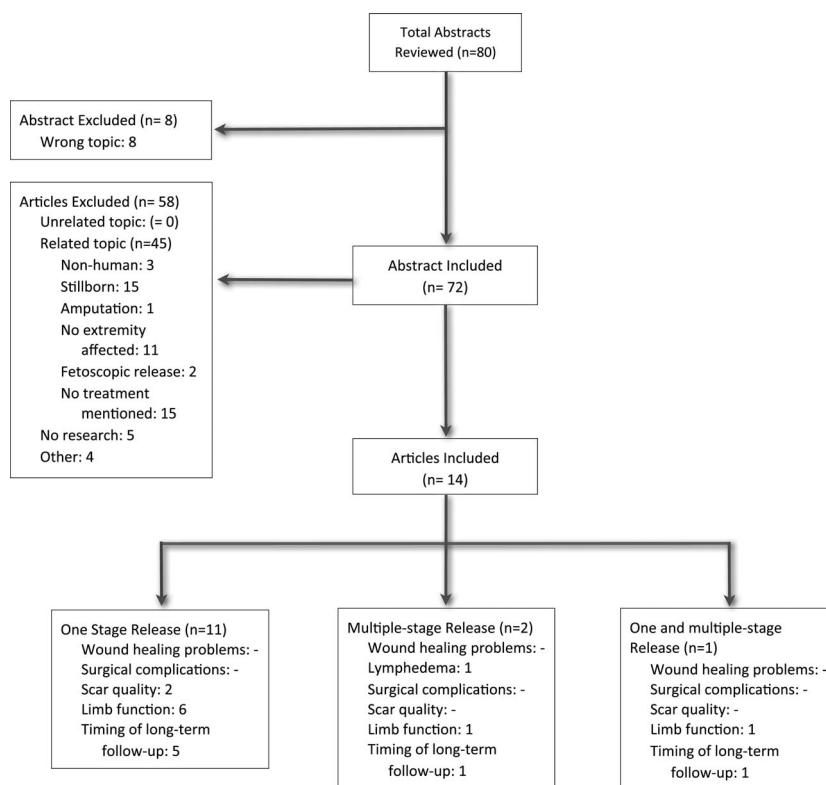 Total Abstracts
Reviewed (n=80)
Abstract Excluded (n= 8)
Wrong topic: 8
Articles Excluded (n= 58)
Unrelated topic: (= 0)
Related topic (n=45)
Non-human: 3
Stillborn: 15
Amputation: 1
No extremity
affected: 11
Fetoscopic release: 2
No treatment
mentioned: 15
No research: 5
Other: 4
Abstract Included
(n= 72)
Articles Included
(n= 14)
One Stage Release (n=11)
Wound healing problems: -
Surgical complications: -
Scar quality: 2
Limb function: 6
Timing of long-term
follow-up: 5
Multiple-stage Release (n=2)
Wound healing problems: -
Lymphedema: 1
Surgical complications: -
Scar quality: -
Limb function: 1
Timing of long-term
follow-up: 1
One and multiple-stage
Release (n=1)
Wound healing problems: -
Surgical complications: -
Scar quality: -
Limb function: 1
Timing of long-term
follow-up: 1